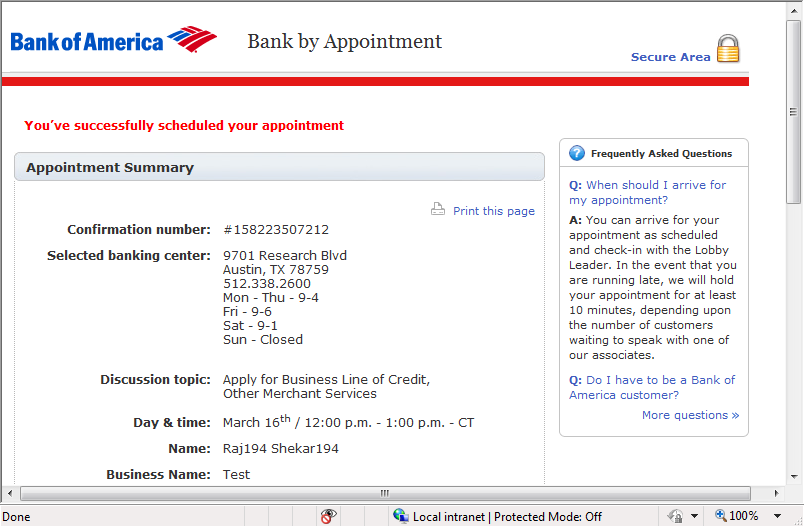 Bank of America
Bank by Appointment
Secure Area
You've successfully scheduled your appointment
Appointment Summary
Print this page
Confirmation number: #158223507212
Selected banking center: 9701 Research Blvd
Austin, TX 78759
512.338.2600
Mon - Thu - 9-4
Fri - 9-6
Sat - 9-1
Sun - Closed
Discussion topic: Apply for Business Line of Credit,
Other Merchant Services
Day & time: March 16th / 12:00 p.m. - 1:00 p.m. - CT
Name: Raj194 Shekar194
Business Name: Test
Frequently Asked Questions
Q: When should I arrive for
my appointment?
A: You can arrive for your
appointment as scheduled
and check-in with the Lobby
Leader. In the event that you
are running late, we will hold
your appointment for at least
10 minutes, depending upon
the number of customers
waiting to speak with one of
our associates.
Q: Do I have to be a Bank of
America customer?
More questions »
Done
Local intranet | Protected Mode: Off
100%